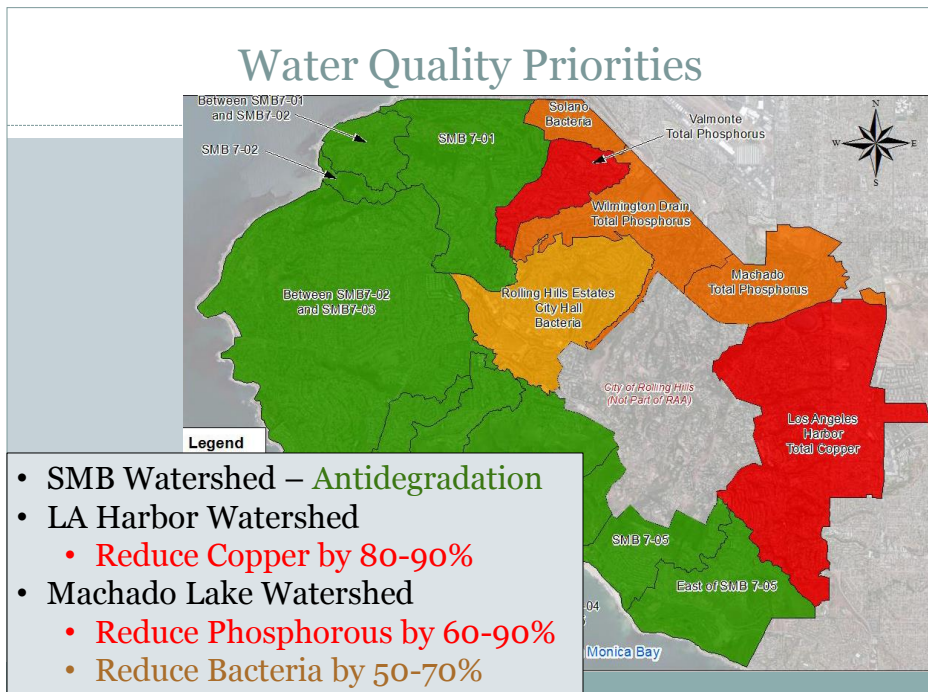 Water Quality Priorities
Between SMB7-01
and SMB7-02
SMB 7-02
SMB 7-01
Solano
Bacteria
Valmonte
Total Phosphorus
N
W
E
S
Wilmington Drain
Total Phosphorus
Machado
Total Phosphorus
Between SMB7-02
and SMB7-03
Rolling Hills Estates
City Hall
Bacteria
City of Rolling Hills
(Not Part of RAA)
Los Angeles
Harbor
Total Copper
Legend
• SMB Watershed – Antidegradation
• LA Harbor Watershed
• Reduce Copper by 80-90%
• Machado Lake Watershed
• Reduce Phosphorous by 60-90%
• Reduce Bacteria by 50-70%
SMB 7-05
East of SMB 7-05
Monica Bay